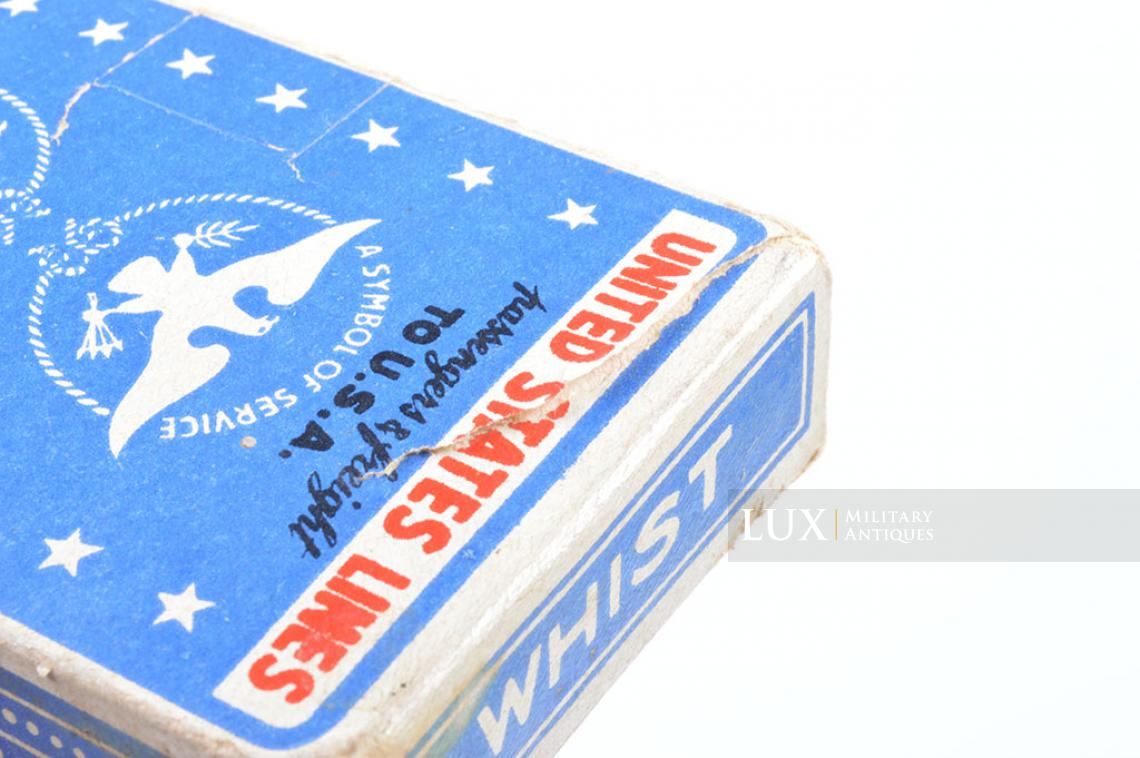 A SYMBOL OF SERVICE
passengers & freight
TO U.S.A.
UNITED STATES LINES
WHIST
LUX
MILITARY
ANTIQUES